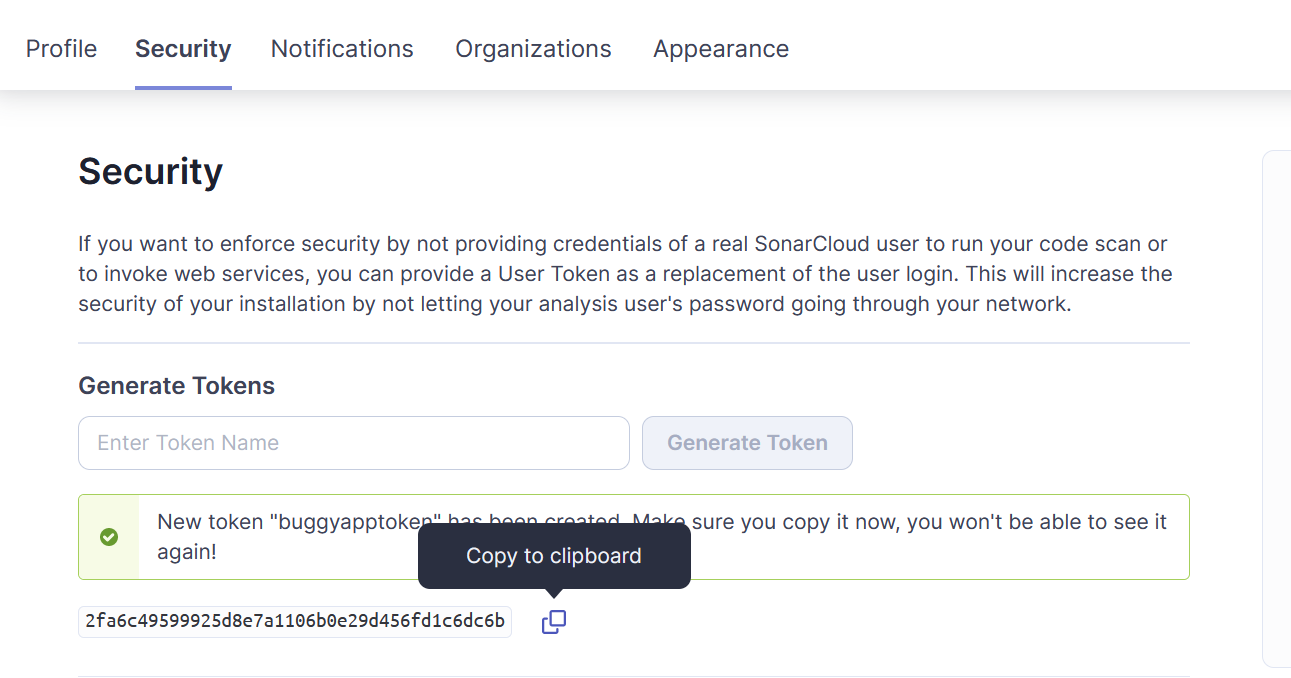 Profile Security Notifications Organizations Appearance
Security
If you want to enforce security by not providing credentials of a real SonarCloud user to run your code scan or
to invoke web services, you can provide a User Token as a replacement of the user login. This will increase the
security of your installation by not letting your analysis user's password going through your network.
Generate Tokens
Enter Token Name Generate Token
New token "buggyapptoken" has been created. Make sure you copy it now, you won't be able to see it
again!
Copy to clipboard
2fa6c49599925d8e7a1106b0e29d456fd1c6dc6b